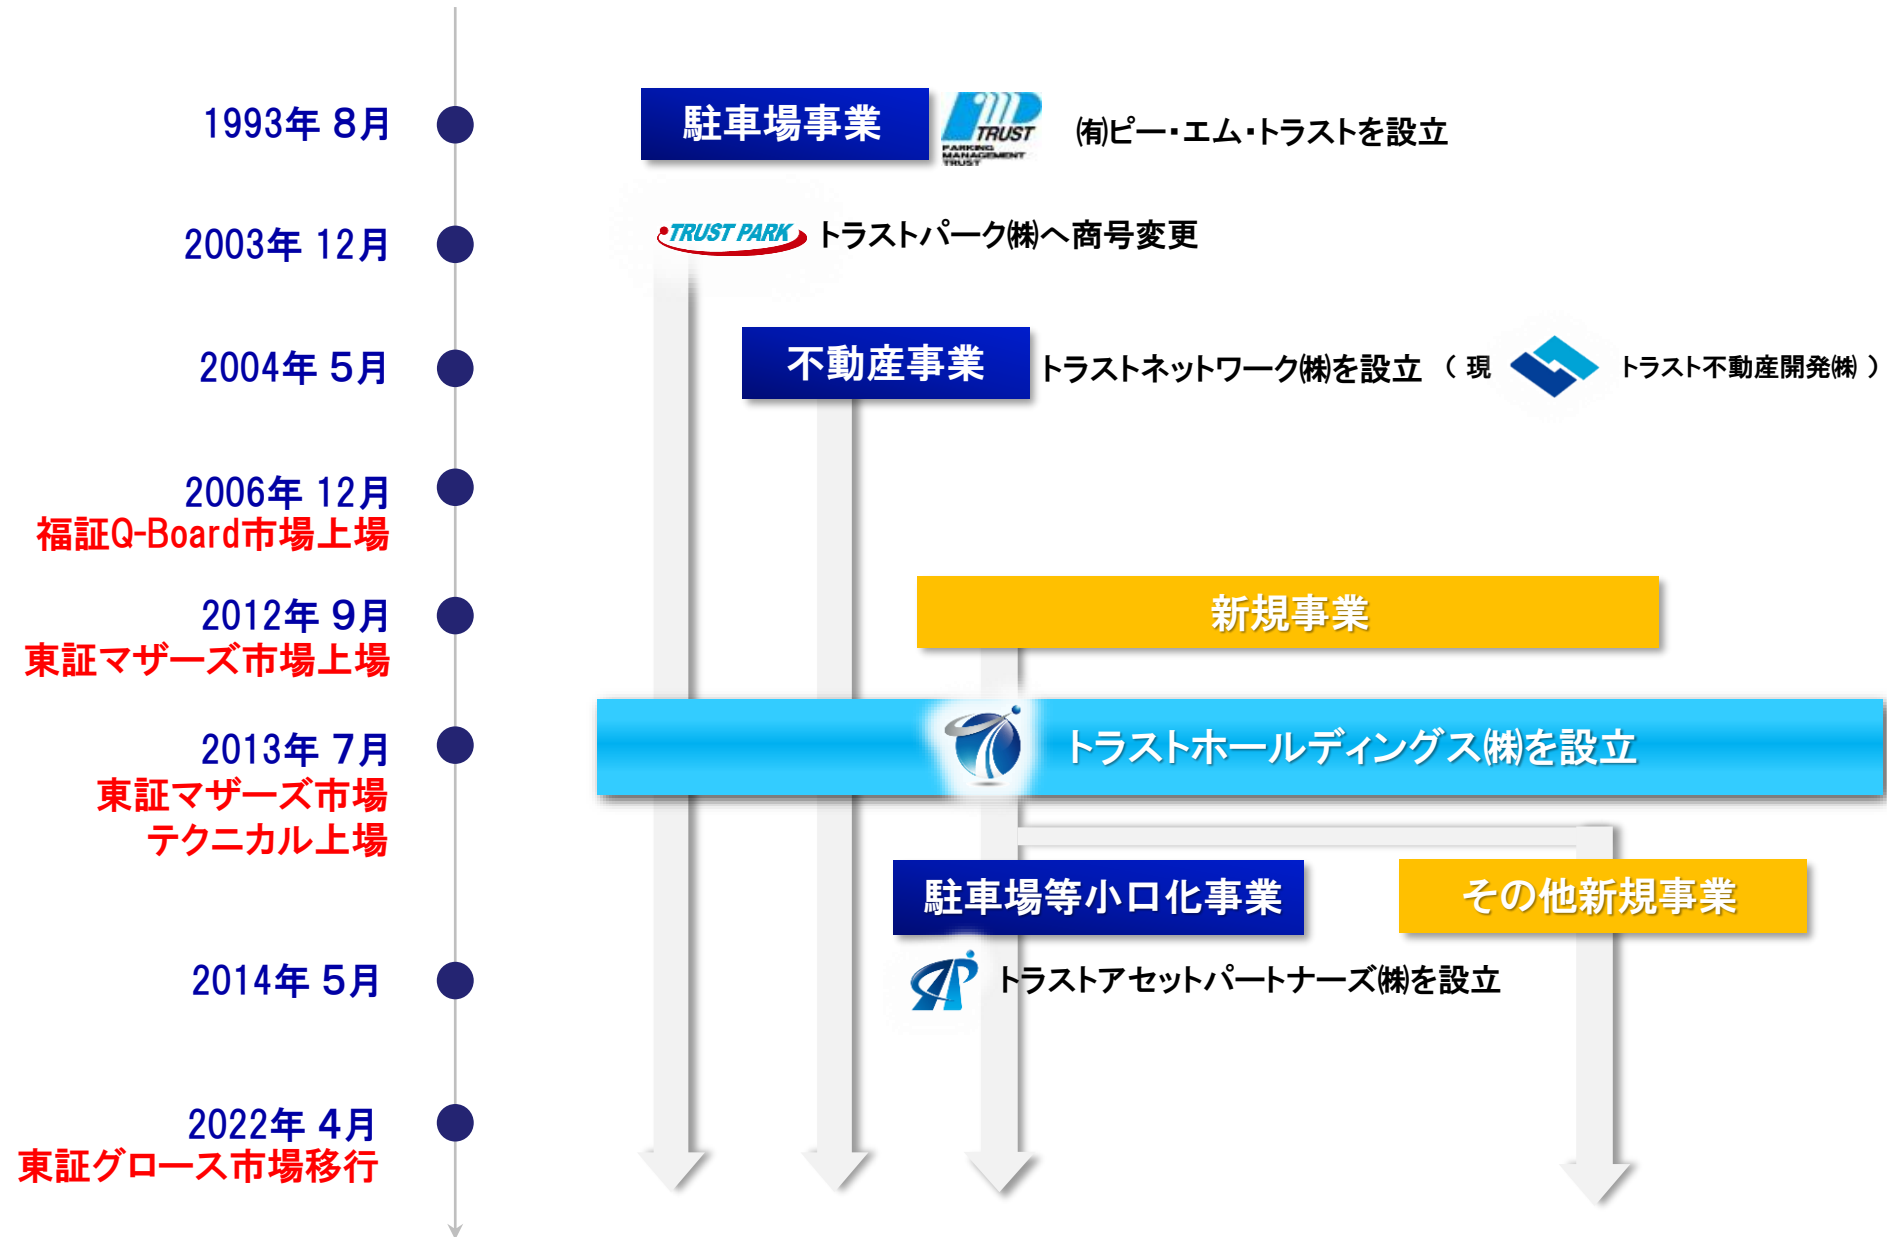 1993年 8月
駐車場事業
TRUST
PARKING
MANAGEMENT
TRUST
㈲ピー・エム・トラストを設立
2003年 12月
TRUST PARK
トラストパーク㈱へ商号変更
2004年 5月
不動産事業
トラストネットワーク㈱を設立 （ 現 トラスト不動産開発㈱ ）
2006年 12月
福証Q-Board市場上場
2012年 9月
東証マザーズ市場上場
新規事業
2013年 7月
東証マザーズ市場
テクニカル上場
トラストホールディングス㈱を設立
駐車場等小口化事業
その他新規事業
2014年 5月
トラストアセットパートナーズ㈱を設立
2022年 4月
東証グロース市場移行